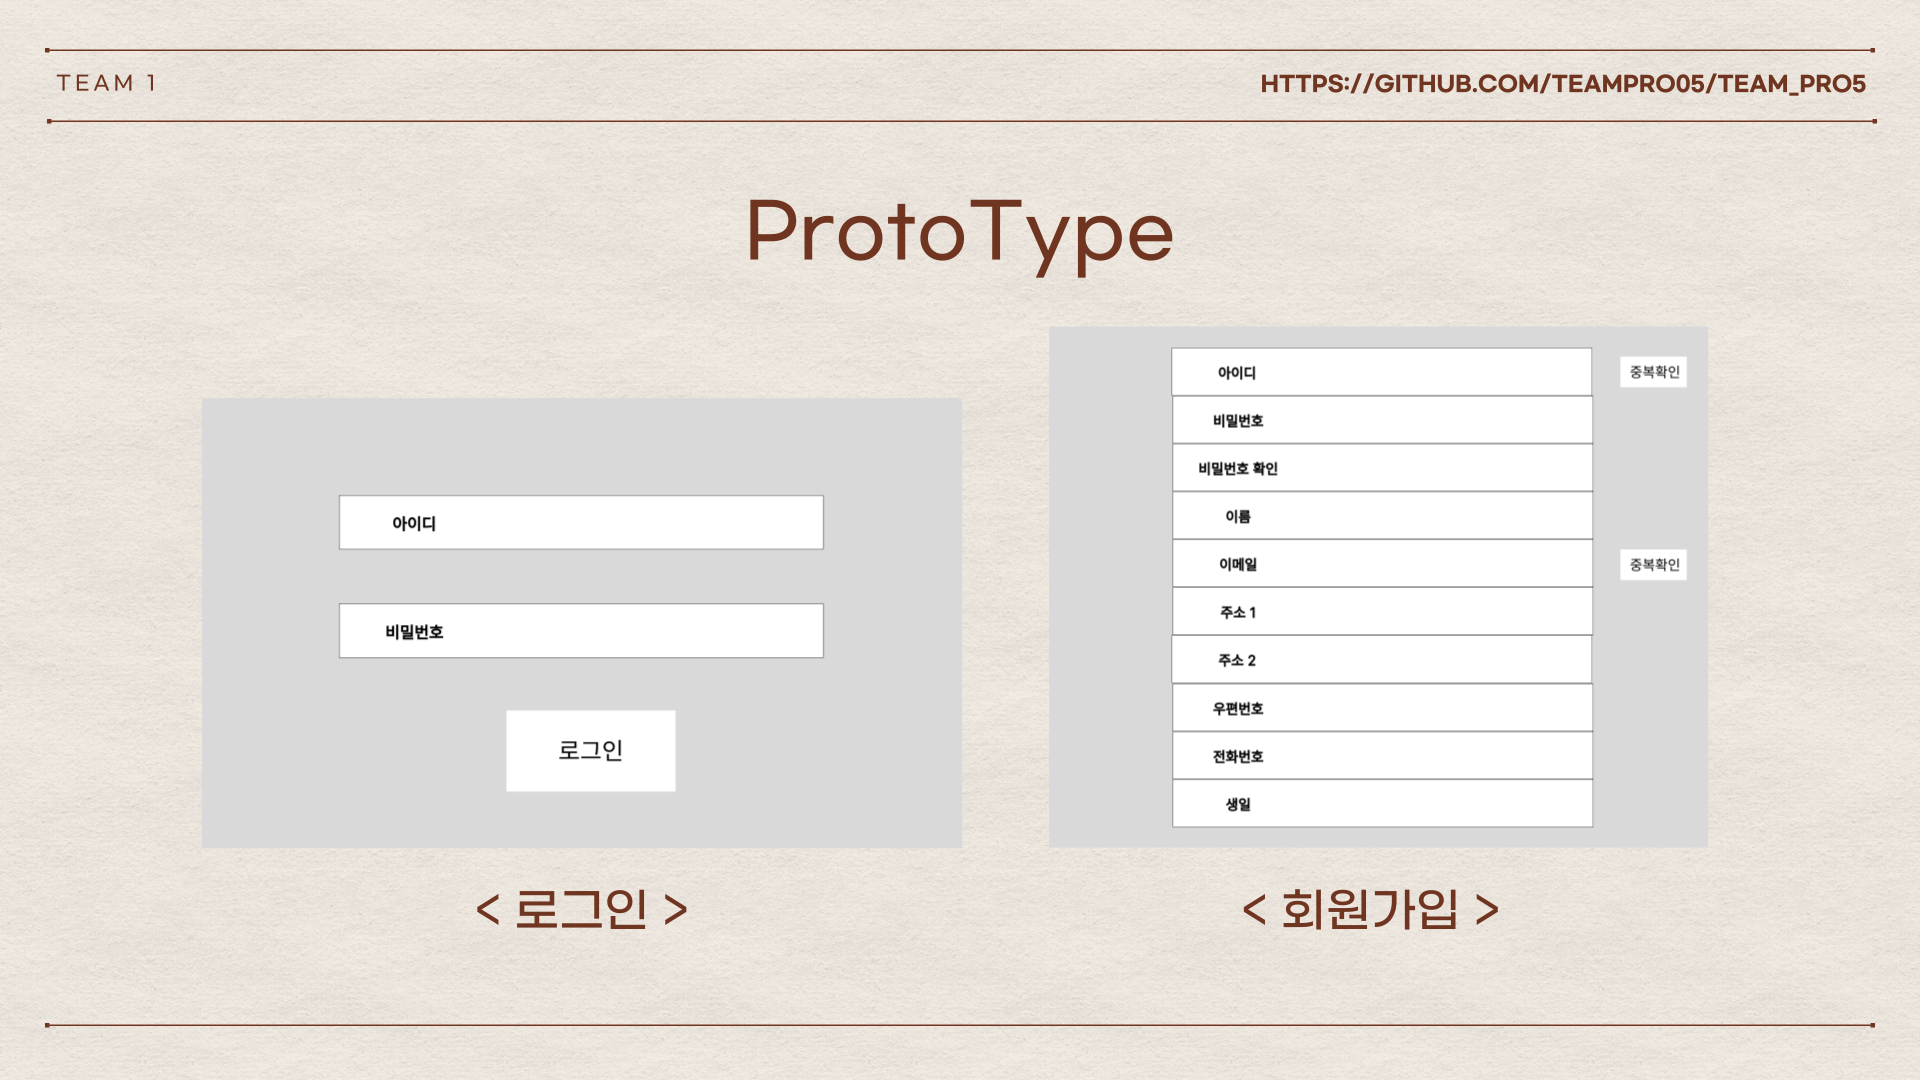 TEAM 1
HTTPS://GITHUB.COM/TEAMPRO05/TEAM_PRO5
ProtoType
아이디
비밀번호
로그인
< 로그인 >
아이디
중복확인
비밀번호
비밀번호 확인
이름
이메일
중복확인
주소 1
주소 2
우편번호
전화번호
생일
< 회원가입 >